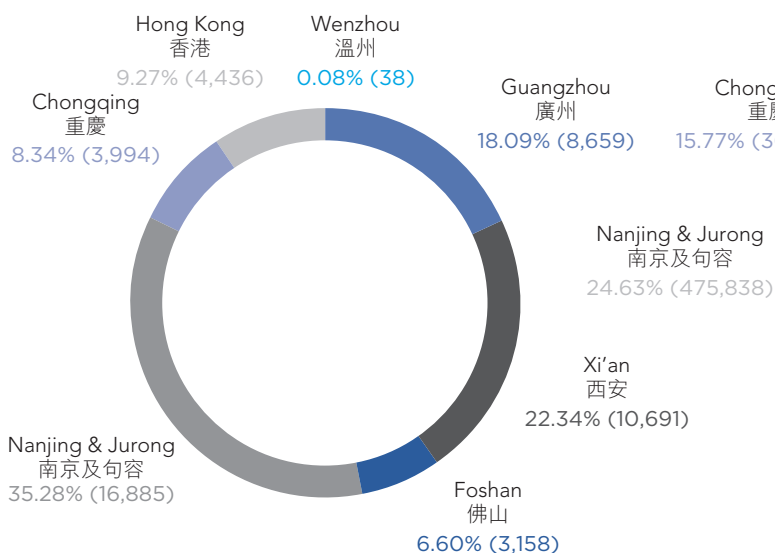 Hong Kong
香港
9.27% (4,436)
Wenzhou
溫州
0.08% (38)
Chongqing
重慶
8.34% (3,994)
Guangzhou
廣州
18.09% (8,659)
Chong
重
15.77% (3
Nanjing & Jurong
南京及句容
24.63% (475,838)
Xi’an
西安
22.34% (10,691)
Nanjing & Jurong
南京及句容
35.28% (16,885)
Foshan
佛山
6.60% (3,158)